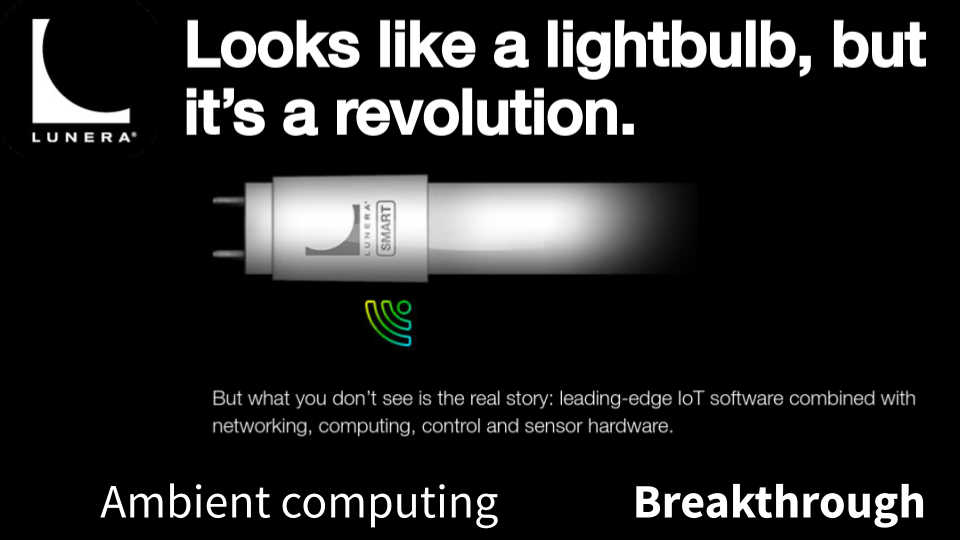 Looks like a lightbulb, but
it’s a revolution.
LUNERA®
LUNERA®
SMART
But what you don’t see is the real story: leading-edge IoT software combined with
networking, computing, control and sensor hardware.
Ambient computing
Breakthrough